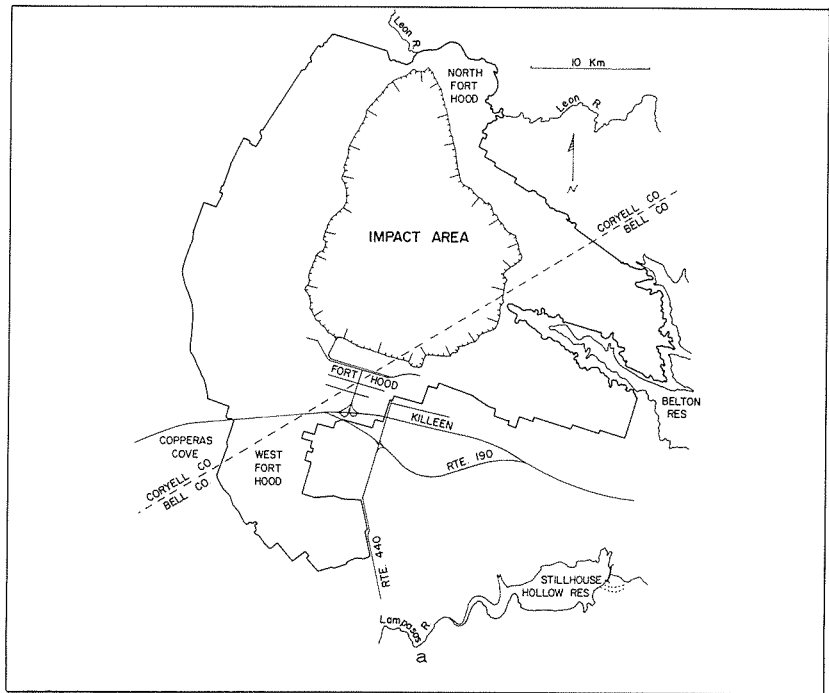 Leon R
NORTH
FORT
HOOD
10 Km
Leon R
N
CORYELL CO
BELL CO
IMPACT AREA
FORT HOOD
BELTON
RES
KILLEEN
COPPERAS
COVE
WEST
FORT
HOOD
RTE. 190
CORYELL CO
BELL CO
RTE. 440
STILLHOUSE
HOLLOW RES
Lampasas R
a